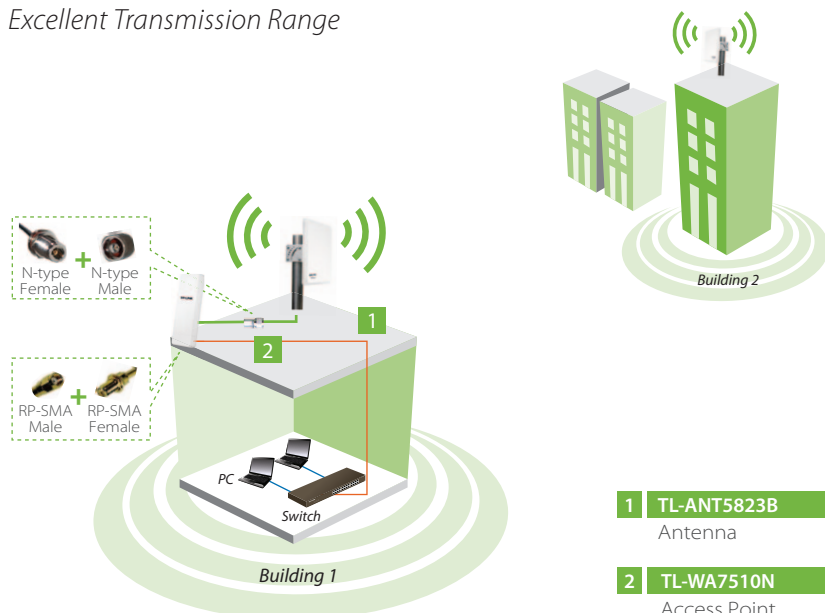 Excellent Transmission Range
Building 2
N-type
Female
N-type
Male
1
2
RP-SMA
Male
RP-SMA
Female
PC
Switch
Building 1
1 TL-ANT5823B
Antenna
2 TL-WA7510N
Access Point